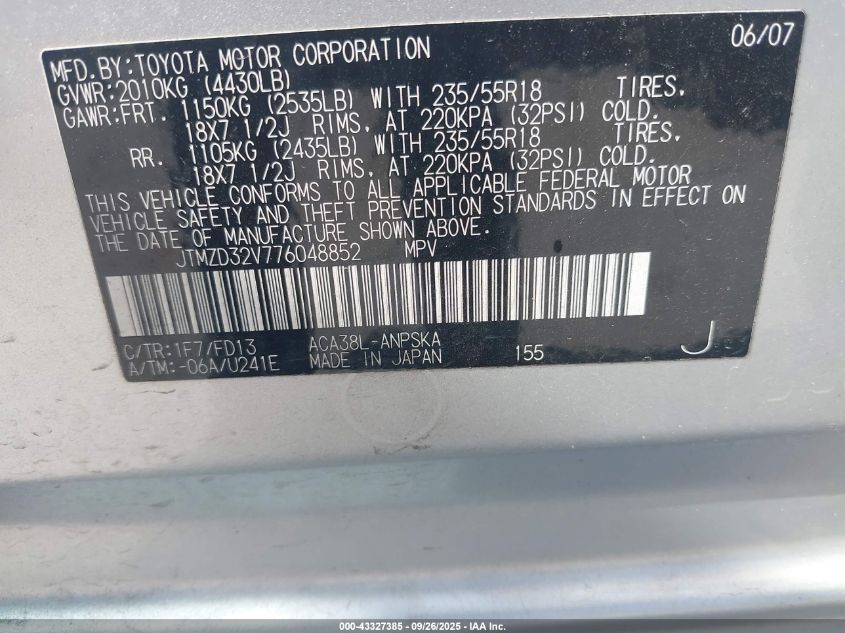 MFD.BY:TOYOTA MOTOR CORPORATION 06/07
GVWR:2010KG (4430LB)
GAWR:FRT. 1150KG (2535LB) WITH 235/55R18 TIRES,
18X7 1/2J RIMS, AT 220KPA (32PSI) COLD.
RR. 1105KG (2435LB) WITH 235/55R18 TIRES,
18X7 1/2J RIMS, AT 220KPA (32PSI) COLD.
THIS VEHICLE CONFORMS TO ALL APPLICABLE FEDERAL MOTOR
VEHICLE SAFETY AND THEFT PREVENTION STANDARDS IN EFFECT ON
THE DATE OF MANUFACTURE SHOWN ABOVE.
JTMZD32V776048852 MPV
C/TR:1F7/FD13 ACA38L-ANPSKA
A/TM:-06A/U241E MADE IN JAPAN 155 J
000-43327385 - 09/26/2025 - IAA Inc.